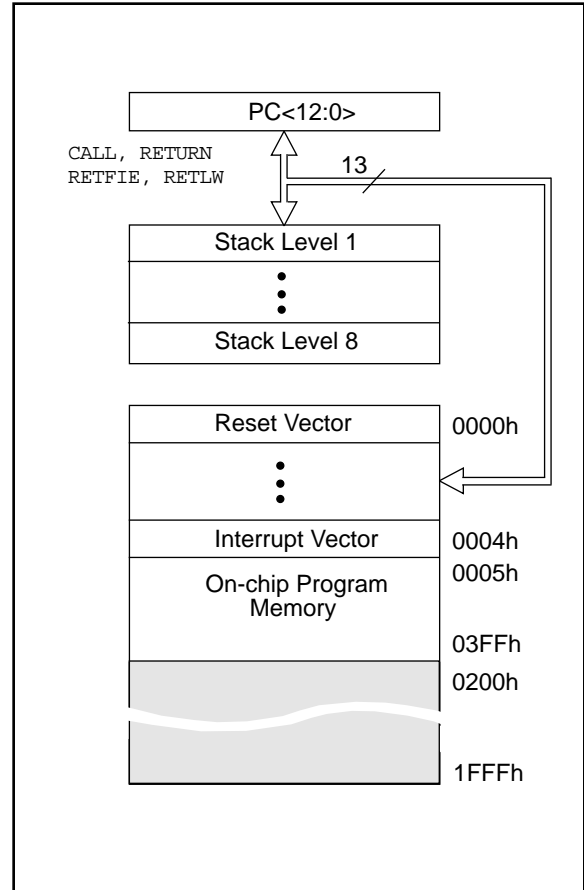 PC<12:0>
CALL, RETURN
RETFIE, RETLW
13
Stack Level 1
Stack Level 8
Reset Vector
0000h
Interrupt Vector
0004h
On-chip Program
Memory
0005h
03FFh
0200h
1FFFh